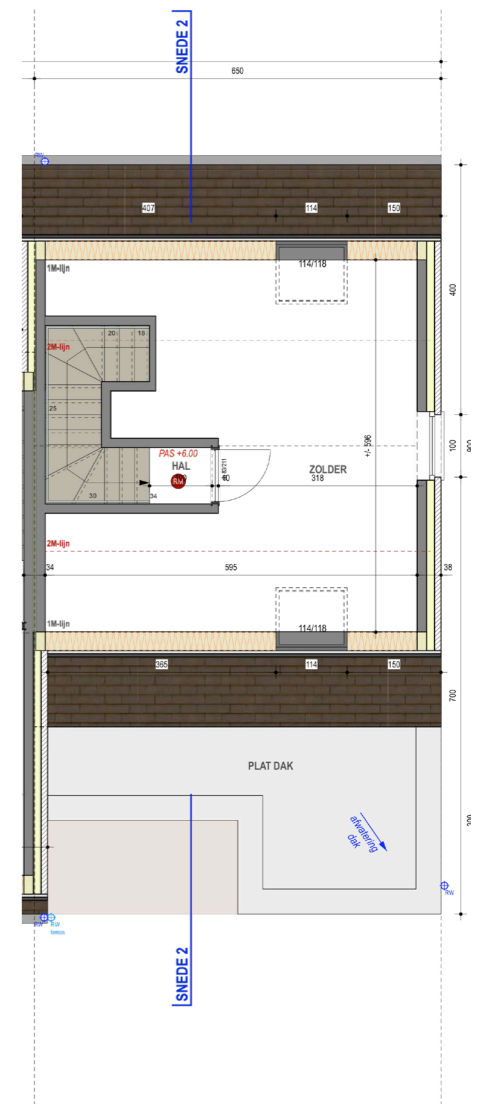 SNEDE 2
650
RW
407
114
150
1M-lijn
114/118
400
20
18
2M-lijn
25
100
+/- 596
PAS +6.00
HAL
RM
ZOLDER
318
30
34
2M-lijn
34
595
38
1M-lijn
114/118
365
114
150
700
PLAT DAK
afwatering
dak
RW
RW
RW
SNEDE 2